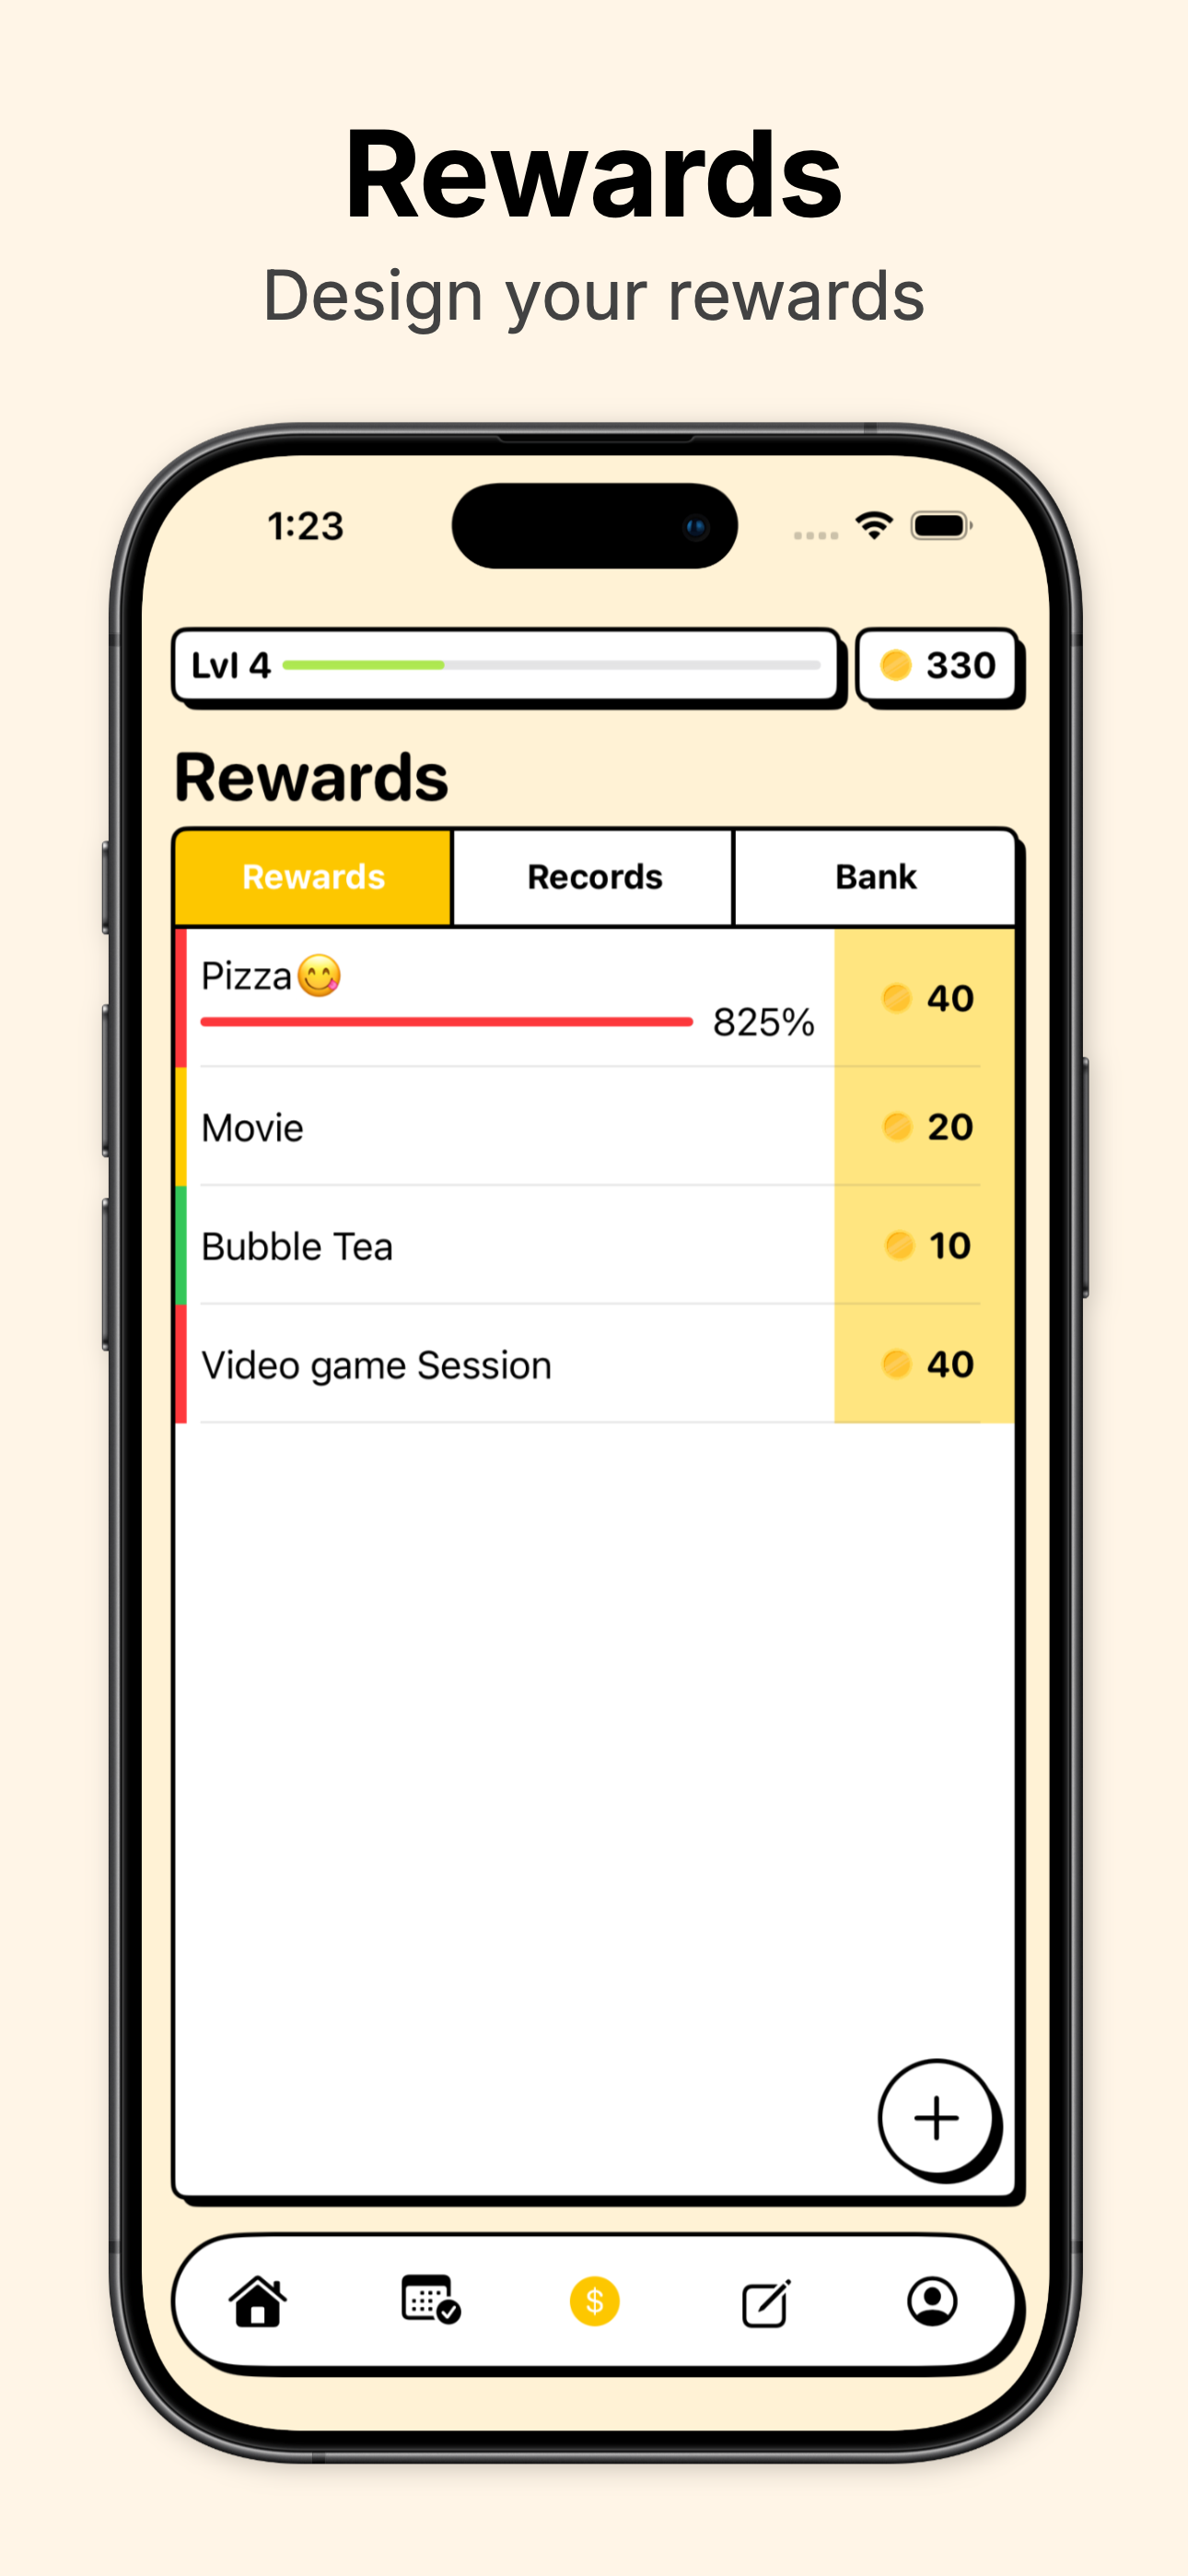 Rewards
Design your rewards
1:23
Lvl 4 330
Rewards
Rewards Records Bank
Pizza😋 40
825%
Movie 20
Bubble Tea 10
Video game Session 40
$